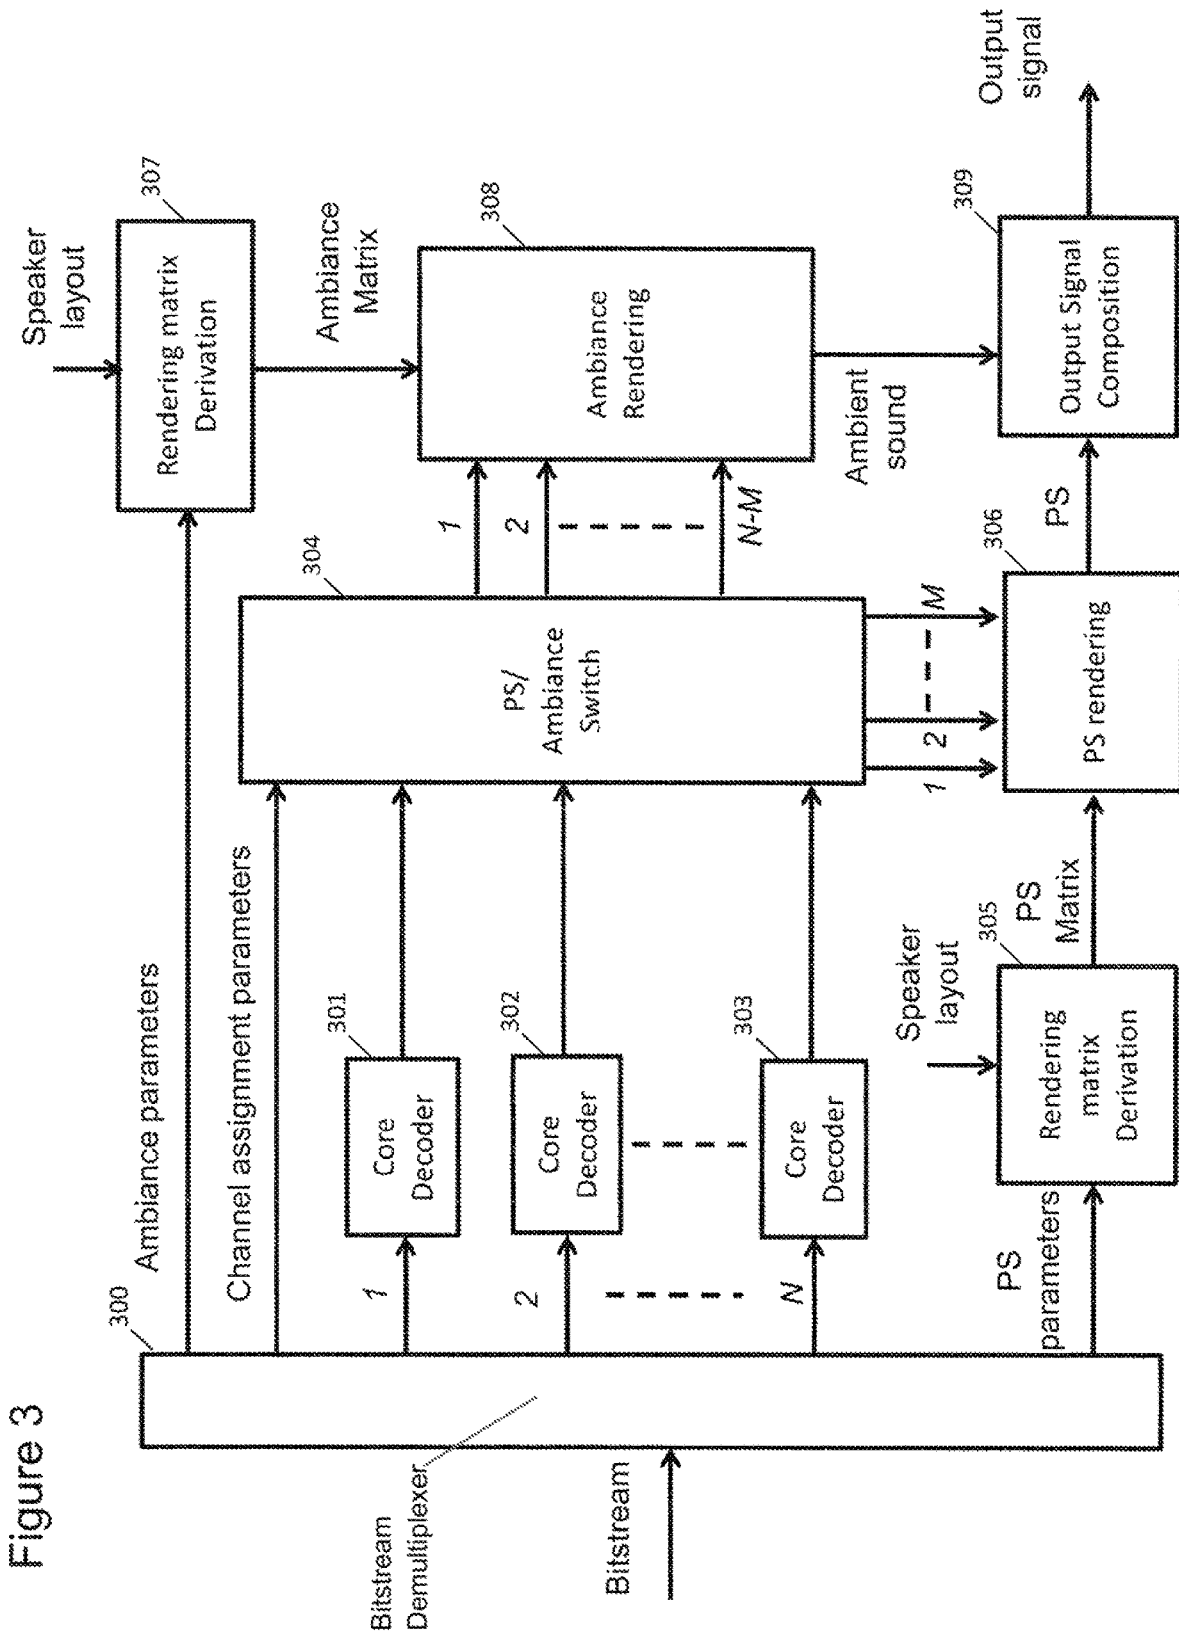 Figure 3
Bitstream
Demultiplexer
Bitstream
300
Ambiance parameters
Channel assignment parameters
1
2
N
PS
parameters
301
Core
Decoder
302
Core
Decoder
303
Core
Decoder
Speaker
layout
305
Rendering
matrix
Derivation
PS
Matrix
304
PS/
Ambiance
Switch
1
2
M
306
PS rendering
1
2
N-M
Speaker
layout
307
Rendering matrix
Derivation
Ambiance
Matrix
308
Ambiance
Rendering
Ambient
sound
PS
309
Output Signal
Composition
Output
signal